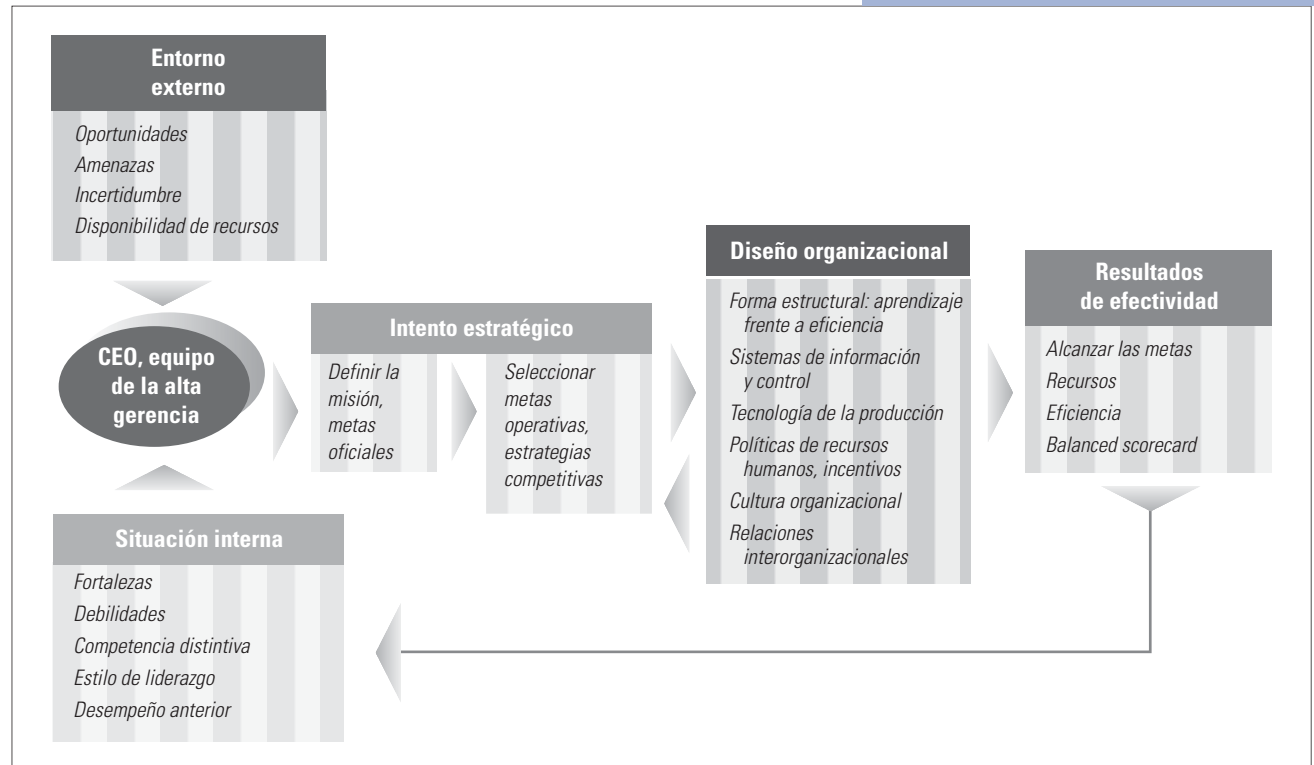 Entorno
externo
Oportunidades
Amenazas
Incertidumbre
Disponibilidad de recursos
CEO, equipo
de la alta
gerencia
Situación interna
Fortalezas
Debilidades
Competencia distintiva
Estilo de liderazgo
Desempeño anterior
Intento estratégico
Definir la
misión,
metas
oficiales
Seleccionar
metas
operativas,
estrategias
competitivas
Diseño organizacional
Forma estructural: aprendizaje
frente a eficiencia
Sistemas de información
y control
Tecnología de la producción
Políticas de recursos
humanos, incentivos
Cultura organizacional
Relaciones
interorganizacionales
Resultados
de efectividad
Alcanzar las metas
Recursos
Eficiencia
Balanced scorecard